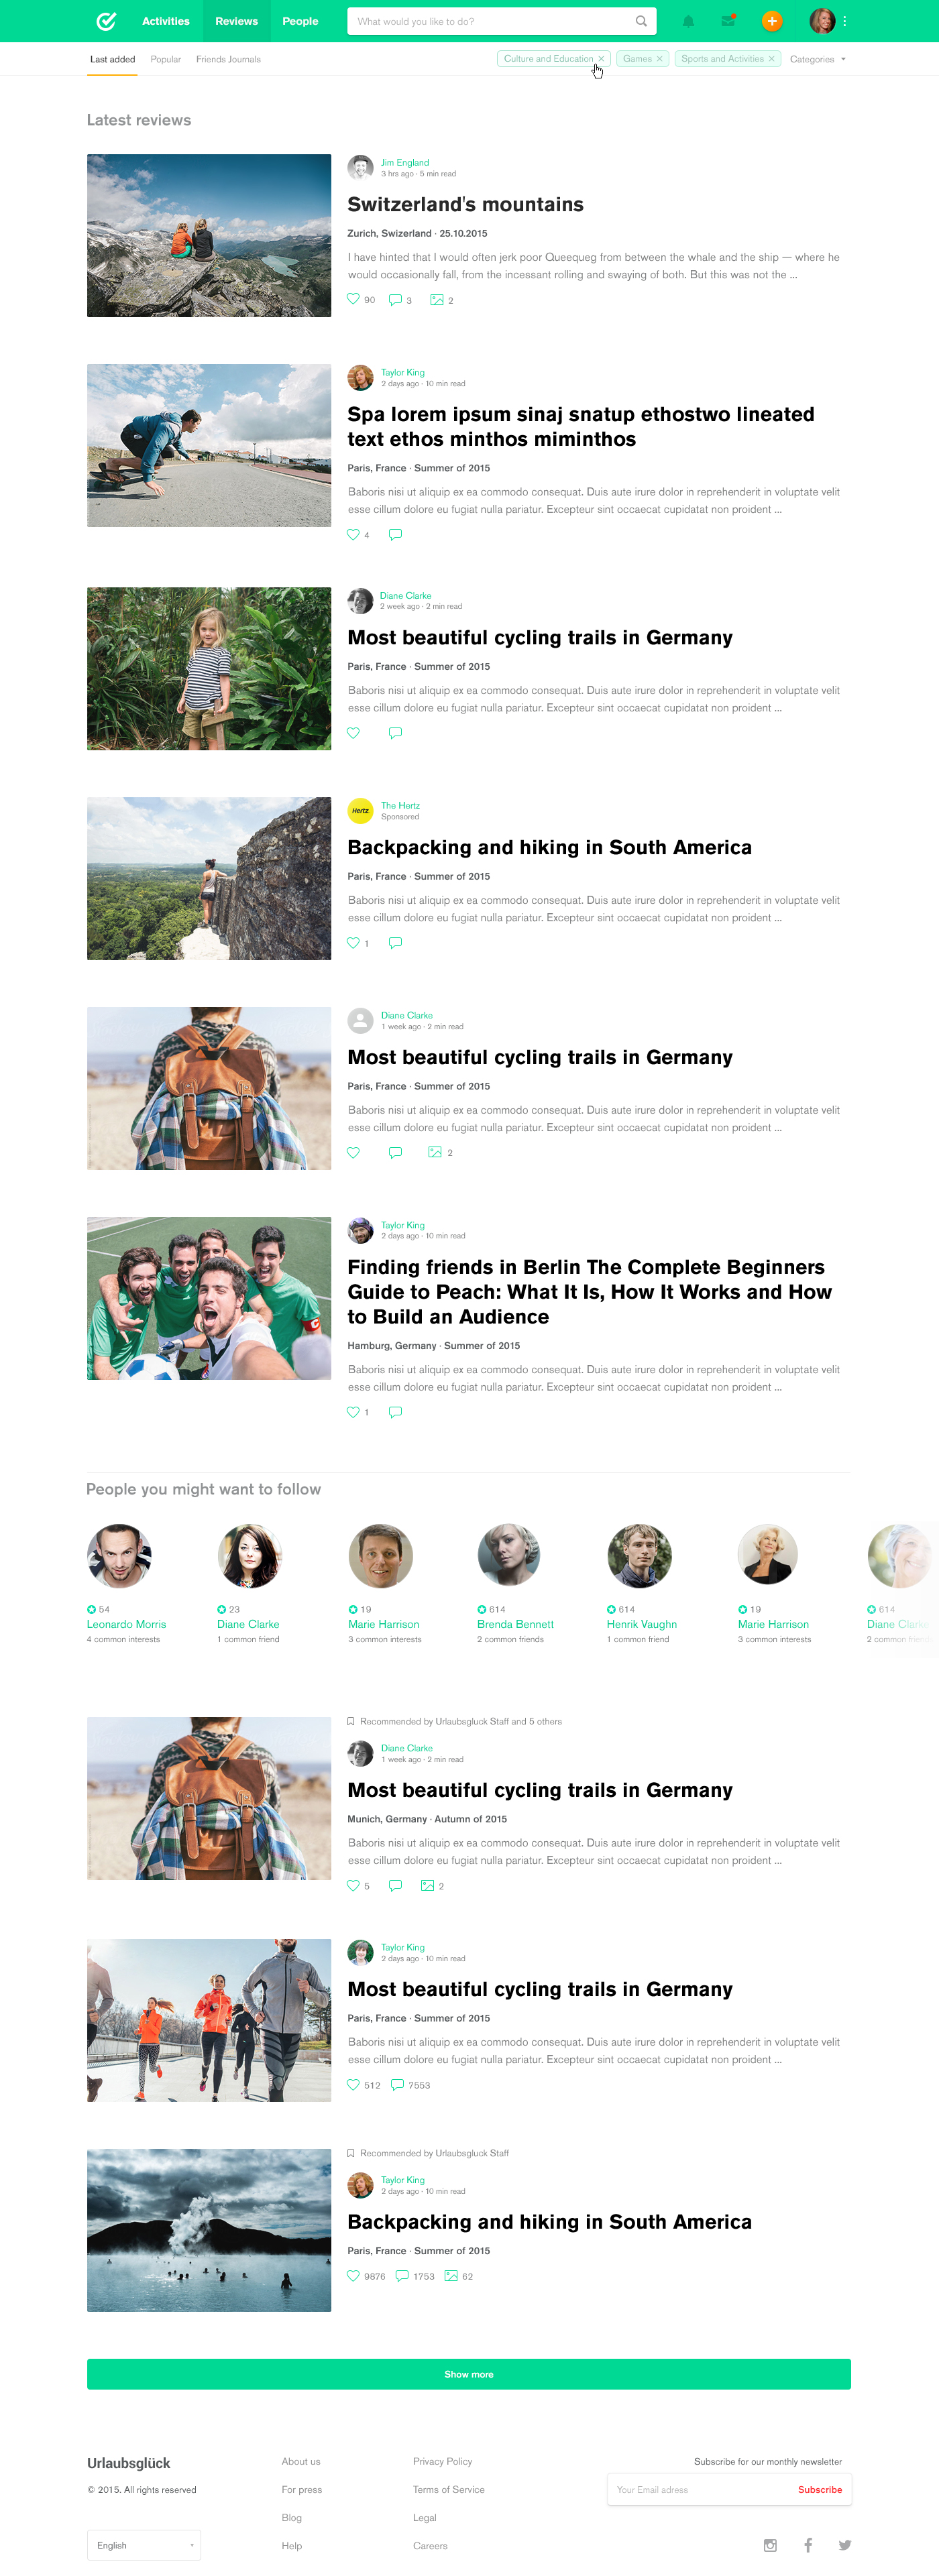 Activities Reviews People What would you like to do?
Last added Popular Friends Journals Culture and Education × Games × Sports and Activities × Categories
Latest reviews
Jim England
3 hrs ago · 5 min read
Switzerland's mountains
Zurich, Swizerland · 25.10.2015
I have hinted that I would often jerk poor Queequeg from between the whale and the ship — where he
would occasionally fall, from the incessant rolling and swaying of both. But this was not the ...
90 3 2
Taylor King
2 days ago · 10 min read
Spa lorem ipsum sinaj snatup ethostwo lineated
text ethos minthos miminthos
Paris, France · Summer of 2015
Baboris nisi ut aliquip ex ea commodo consequat. Duis aute irure dolor in reprehenderit in voluptate velit
esse cillum dolore eu fugiat nulla pariatur. Excepteur sint occaecat cupidatat non proident ...
4
Diane Clarke
2 week ago · 2 min read
Most beautiful cycling trails in Germany
Paris, France · Summer of 2015
Baboris nisi ut aliquip ex ea commodo consequat. Duis aute irure dolor in reprehenderit in voluptate velit
esse cillum dolore eu fugiat nulla pariatur. Excepteur sint occaecat cupidatat non proident ...
Hertz
The Hertz
Sponsored
Backpacking and hiking in South America
Paris, France · Summer of 2015
Baboris nisi ut aliquip ex ea commodo consequat. Duis aute irure dolor in reprehenderit in voluptate velit
esse cillum dolore eu fugiat nulla pariatur. Excepteur sint occaecat cupidatat non proident ...
1
Diane Clarke
1 week ago · 2 min read
Most beautiful cycling trails in Germany
Paris, France · Summer of 2015
Baboris nisi ut aliquip ex ea commodo consequat. Duis aute irure dolor in reprehenderit in voluptate velit
esse cillum dolore eu fugiat nulla pariatur. Excepteur sint occaecat cupidatat non proident ...
2
Taylor King
2 days ago · 10 min read
Finding friends in Berlin The Complete Beginners
Guide to Peach: What It Is, How It Works and How
to Build an Audience
Hamburg, Germany · Summer of 2015
Baboris nisi ut aliquip ex ea commodo consequat. Duis aute irure dolor in reprehenderit in voluptate velit
esse cillum dolore eu fugiat nulla pariatur. Excepteur sint occaecat cupidatat non proident ...
1
People you might want to follow
54 23 19 614 614 19 614
Leonardo Morris Diane Clarke Marie Harrison Brenda Bennett Henrik Vaughn Marie Harrison Diane Clarke
4 common interests 1 common friend 3 common interests 2 common friends 1 common friend 3 common interests 2 common friends
Recommended by Urlaubsgluck Staff and 5 others
Diane Clarke
1 week ago · 2 min read
Most beautiful cycling trails in Germany
Munich, Germany · Autumn of 2015
Baboris nisi ut aliquip ex ea commodo consequat. Duis aute irure dolor in reprehenderit in voluptate velit
esse cillum dolore eu fugiat nulla pariatur. Excepteur sint occaecat cupidatat non proident ...
5 2
Taylor King
2 days ago · 10 min read
Most beautiful cycling trails in Germany
Paris, France · Summer of 2015
Baboris nisi ut aliquip ex ea commodo consequat. Duis aute irure dolor in reprehenderit in voluptate velit
esse cillum dolore eu fugiat nulla pariatur. Excepteur sint occaecat cupidatat non proident ...
512 7553
Recommended by Urlaubsgluck Staff
Taylor King
2 days ago · 10 min read
Backpacking and hiking in South America
Paris, France · Summer of 2015
9876 1753 62
Show more
Urlaubsglück About us Privacy Policy Subscribe for our monthly newsletter
© 2015. All rights reserved For press Terms of Service Your Email adress Subscribe
Blog Legal
English Help Careers